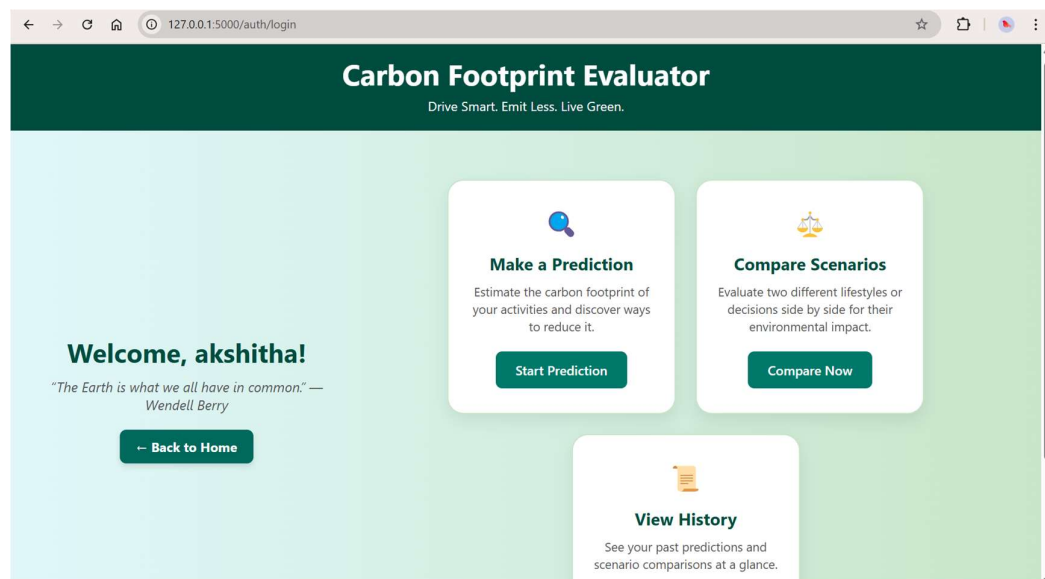 127.0.0.1:5000/auth/login
Carbon Footprint Evaluator
Drive Smart. Emit Less. Live Green.
Welcome, akshitha!
“The Earth is what we all have in common.” —
Wendell Berry
← Back to Home
Make a Prediction
Estimate the carbon footprint of
your activities and discover ways
to reduce it.
Start Prediction
Compare Scenarios
Evaluate two different lifestyles or
decisions side by side for their
environmental impact.
Compare Now
View History
See your past predictions and
scenario comparisons at a glance.